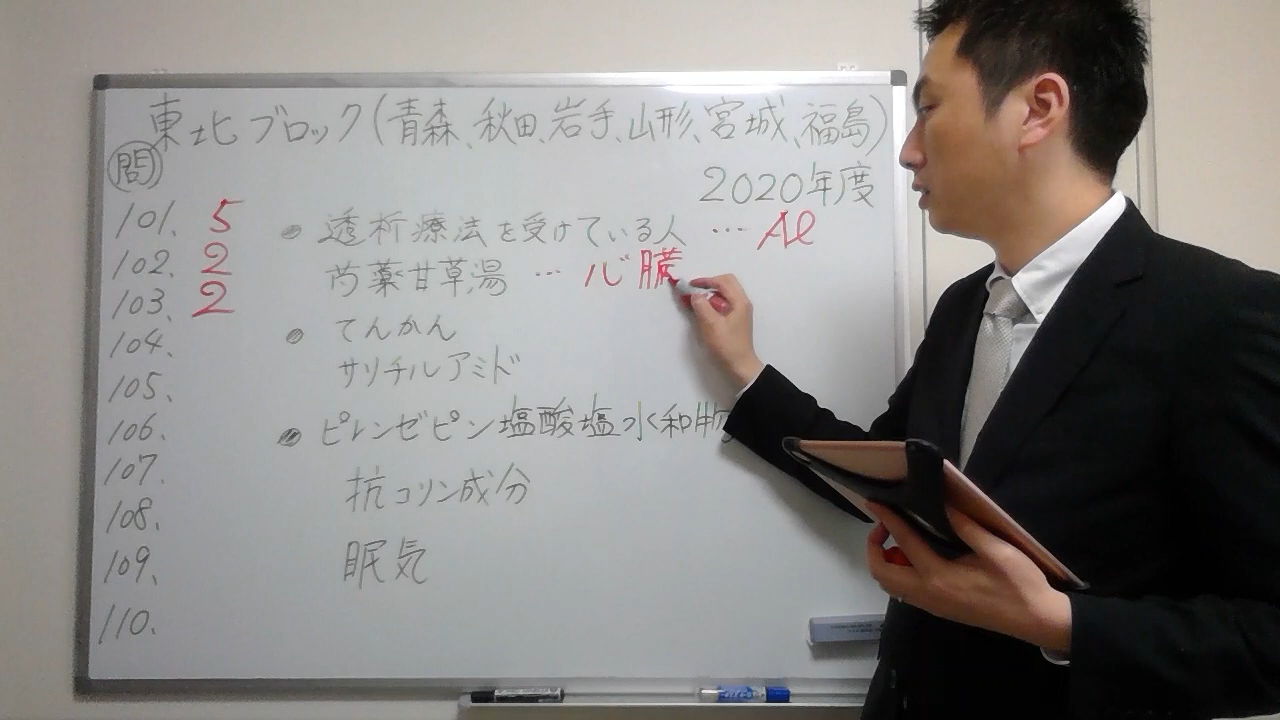 東北ブロック(青森、秋田、岩手、山形、宮城、福島)
問
2020年度
101. 5 ● 透析療法を受けている人 … Al
102. 2 芍薬甘草湯 … 心臓
103. 2
104. ● てんかん
105. サリチルアミド
106. ● ピレンゼピン塩酸塩水和物
107.
108. 抗コリン成分
109. 眠気
110.